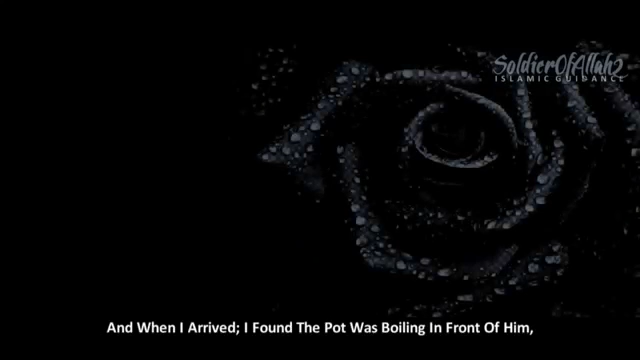 SoldierOfAllah2
ISLAMIC GUIDANCE
And When I Arrived; I Found The Pot Was Boiling In Front Of Him,